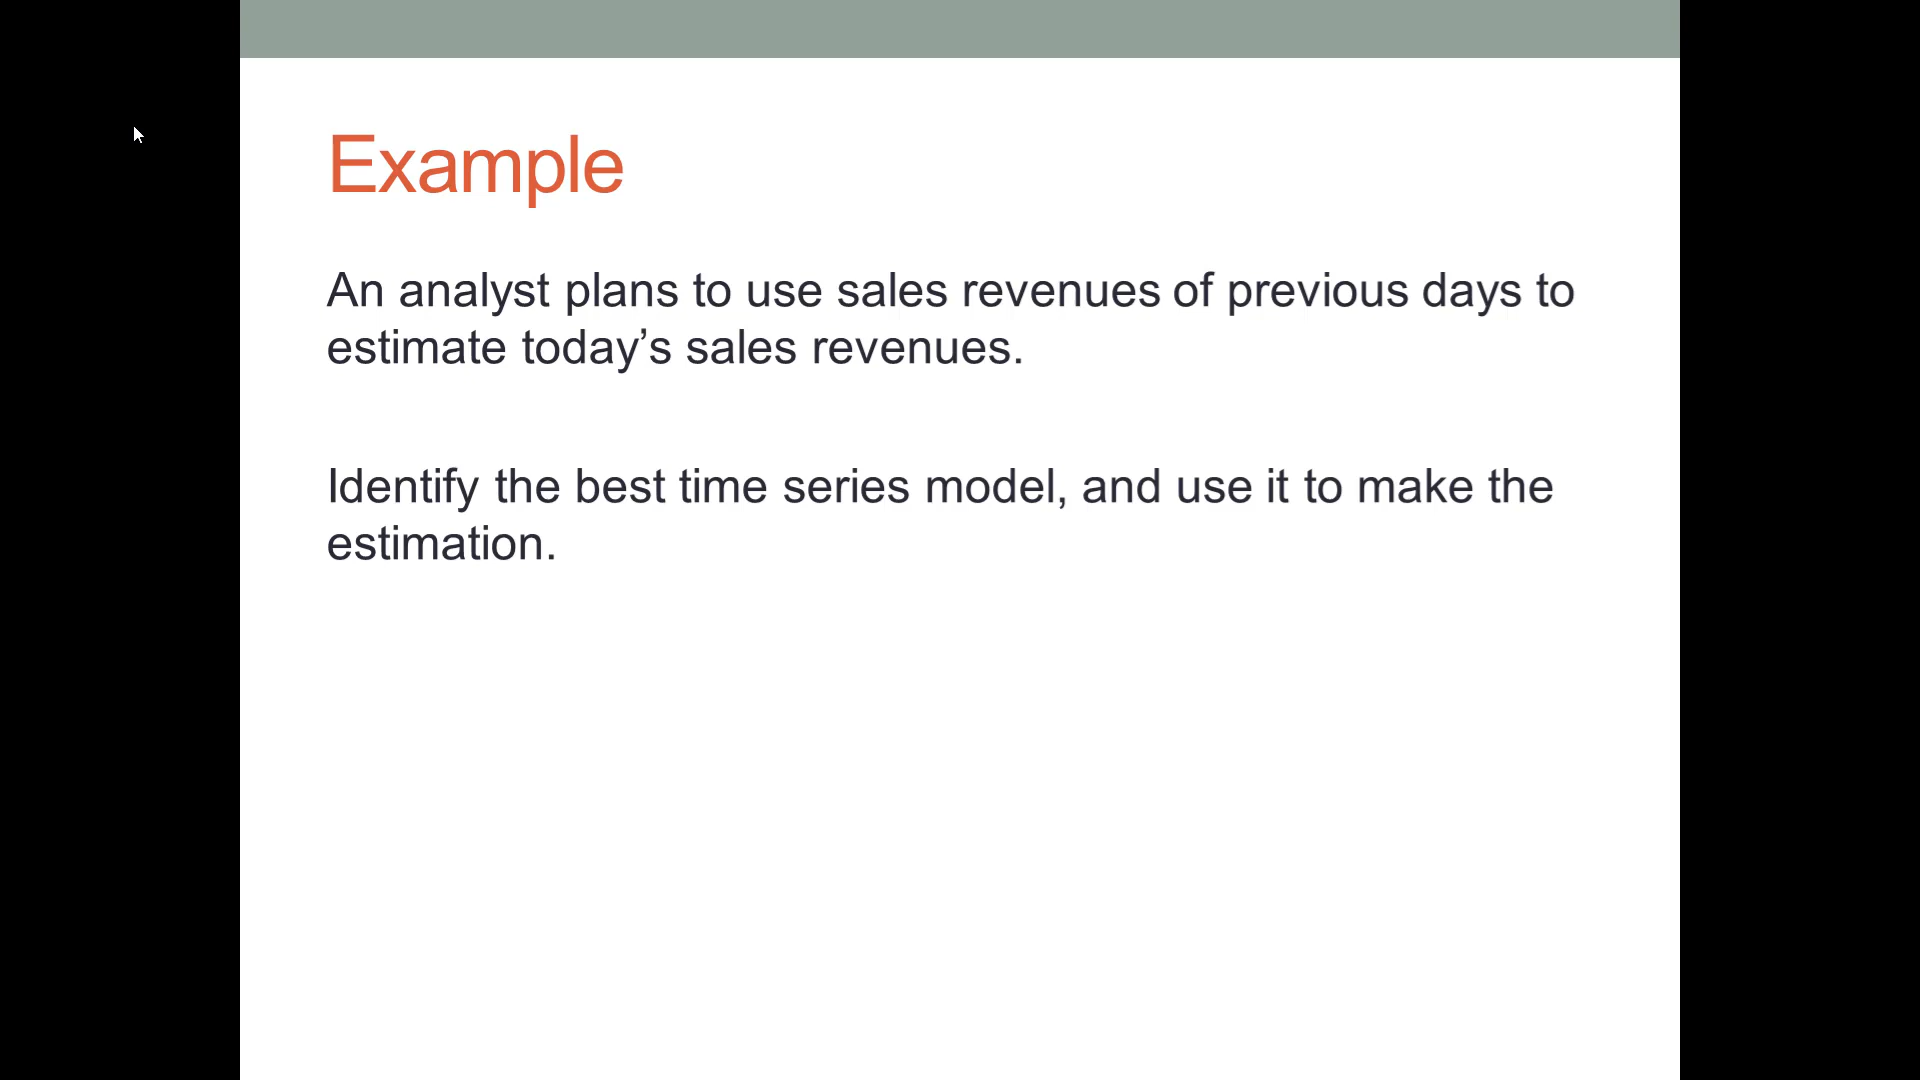 Example
An analyst plans to use sales revenues of previous days to
estimate today’s sales revenues.
Identify the best time series model, and use it to make the
estimation.